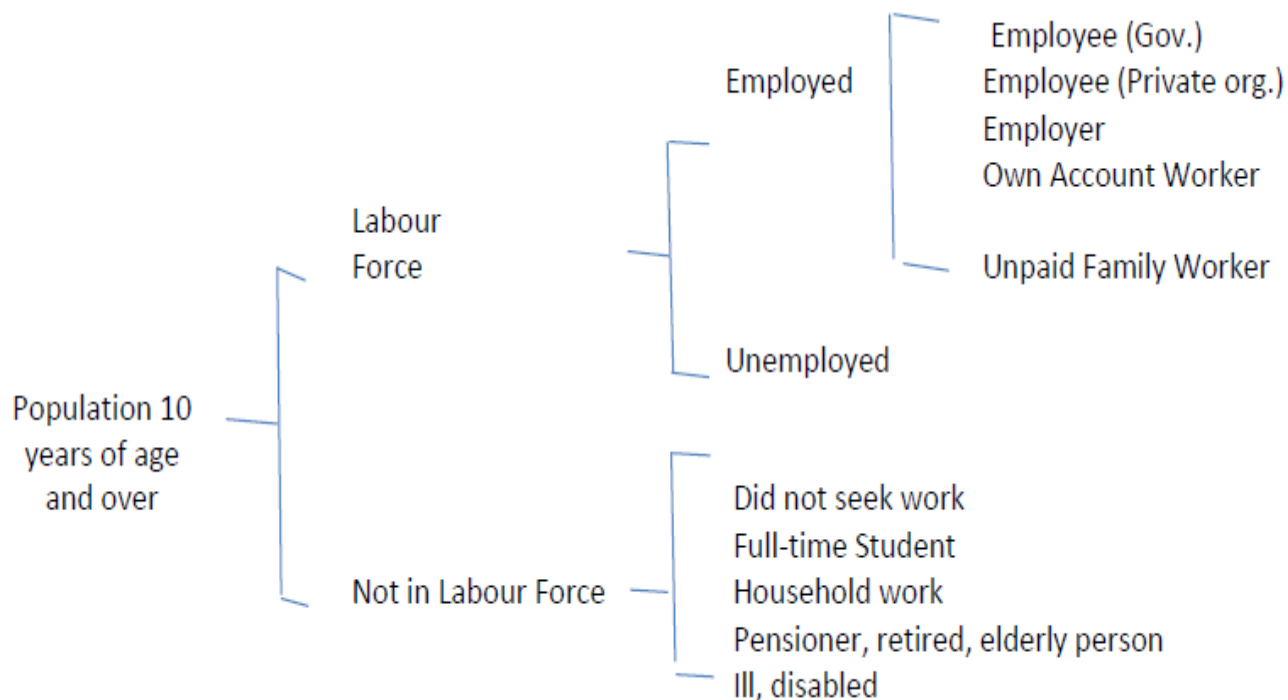 Employee (Gov.)
Employed
Employee (Private org.)
Employer
Own Account Worker
Labour
Force
Unpaid Family Worker
Unemployed
Population 10
years of age
and over
Did not seek work
Full-time Student
Not in Labour Force
Household work
Pensioner, retired, elderly person
Ill, disabled